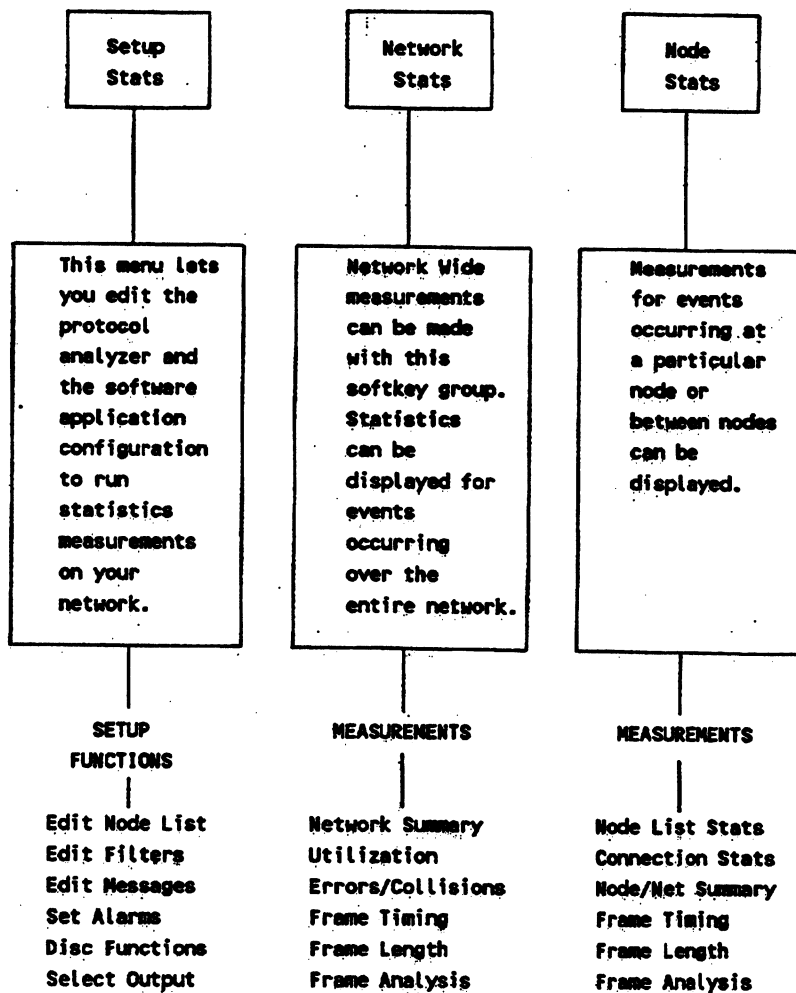 Setup
Stats
Network
Stats
Node
Stats
This menu lets
you edit the
protocol
analyzer and
the software
application
configuration
to run
statistics
measurements
on your
network.
Network Wide
measurements
can be made
with this
softkey group.
Statistics
can be
displayed for
events
occurring
over the
entire network.
Measurements
for events
occurring at
a particular
node or
between nodes
can be
displayed.
SETUP
FUNCTIONS
Edit Node List
Edit Filters
Edit Messages
Set Alarms
Disc Functions
Select Output
MEASUREMENTS
Network Summary
Utilization
Errors/Collisions
Frame Timing
Frame Length
Frame Analysis
MEASUREMENTS
Node List Stats
Connection Stats
Node/Net Summary
Frame Timing
Frame Length
Frame Analysis